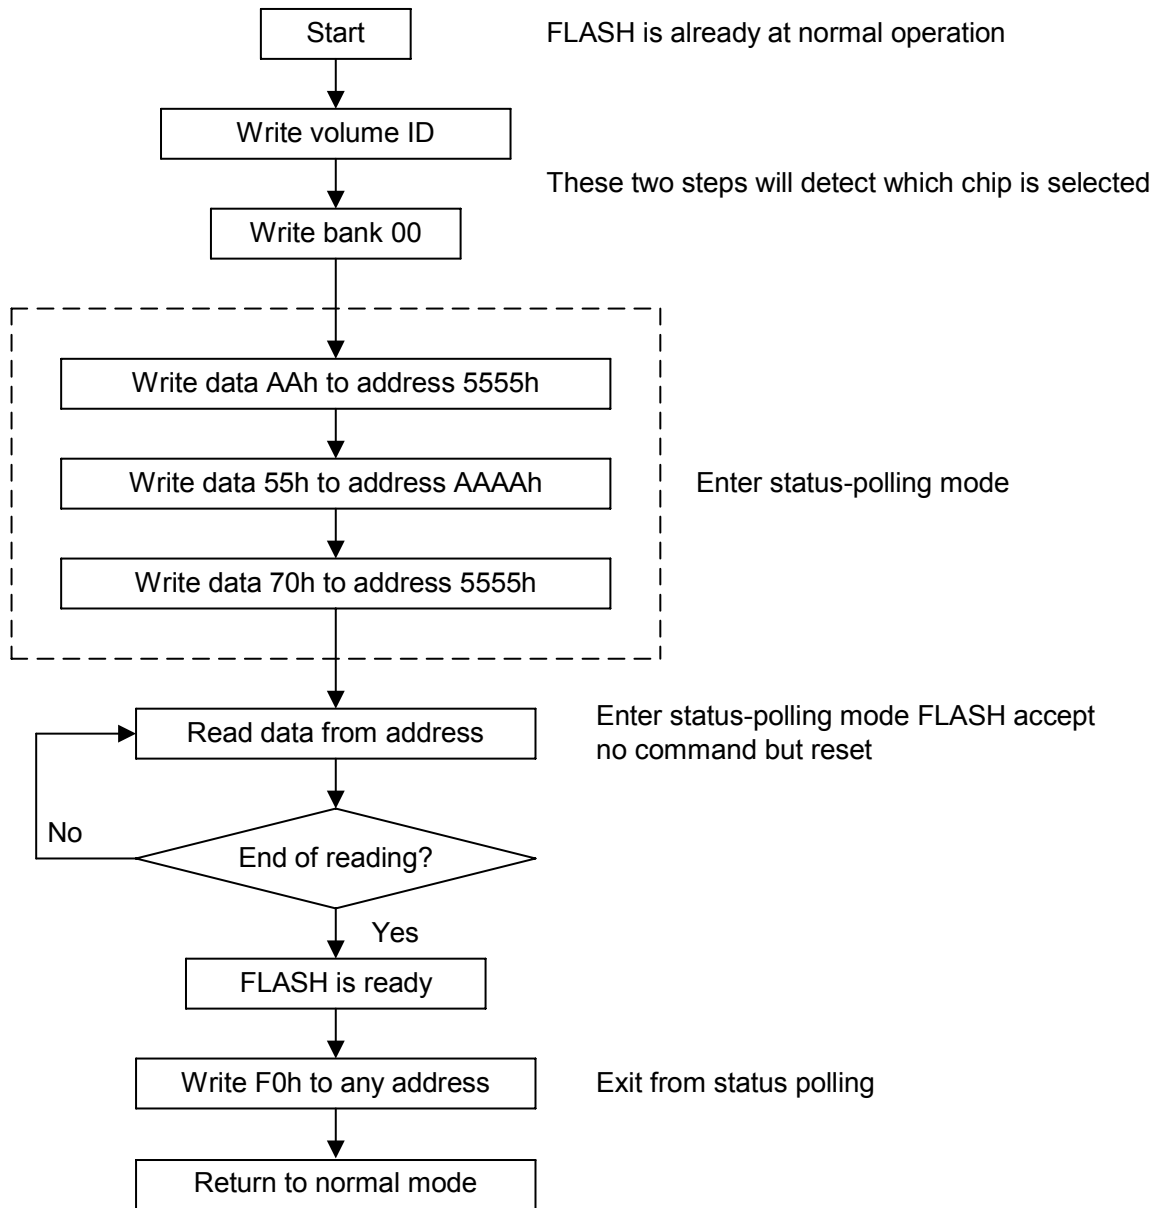 Start
FLASH is already at normal operation
Write volume ID
These two steps will detect which chip is selected
Write bank 00
Write data AAh to address 5555h
Write data 55h to address AAAAh
Enter status-polling mode
Write data 70h to address 5555h
Read data from address
Enter status-polling mode FLASH accept
no command but reset
No
End of reading?
Yes
FLASH is ready
Write F0h to any address
Exit from status polling
Return to normal mode